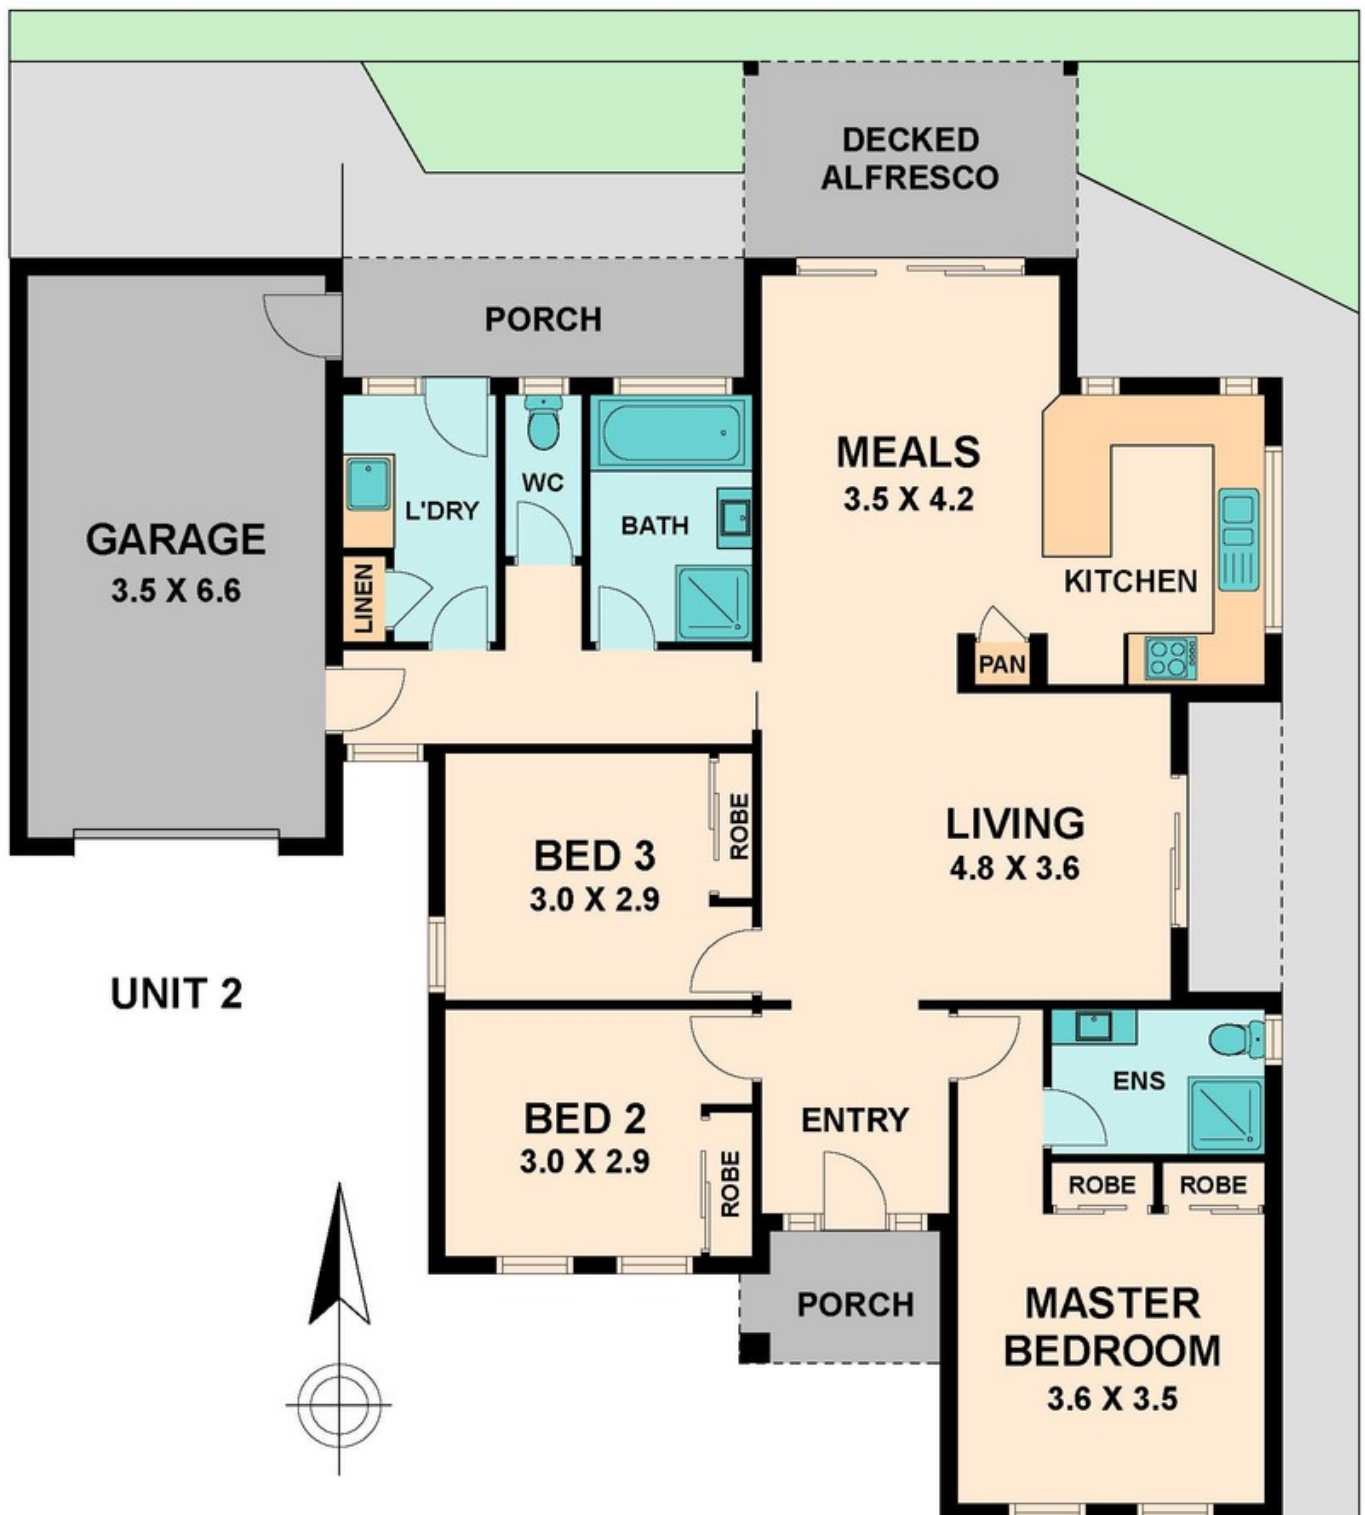 DECKED
ALFRESCO
PORCH
GARAGE
3.5 X 6.6
L'DRY
LINEN
WC
BATH
MEALS
3.5 X 4.2
KITCHEN
PAN
LIVING
4.8 X 3.6
BED 3
3.0 X 2.9
ROBE
UNIT 2
BED 2
3.0 X 2.9
ROBE
ENTRY
ENS
ROBE
ROBE
PORCH
MASTER
BEDROOM
3.6 X 3.5